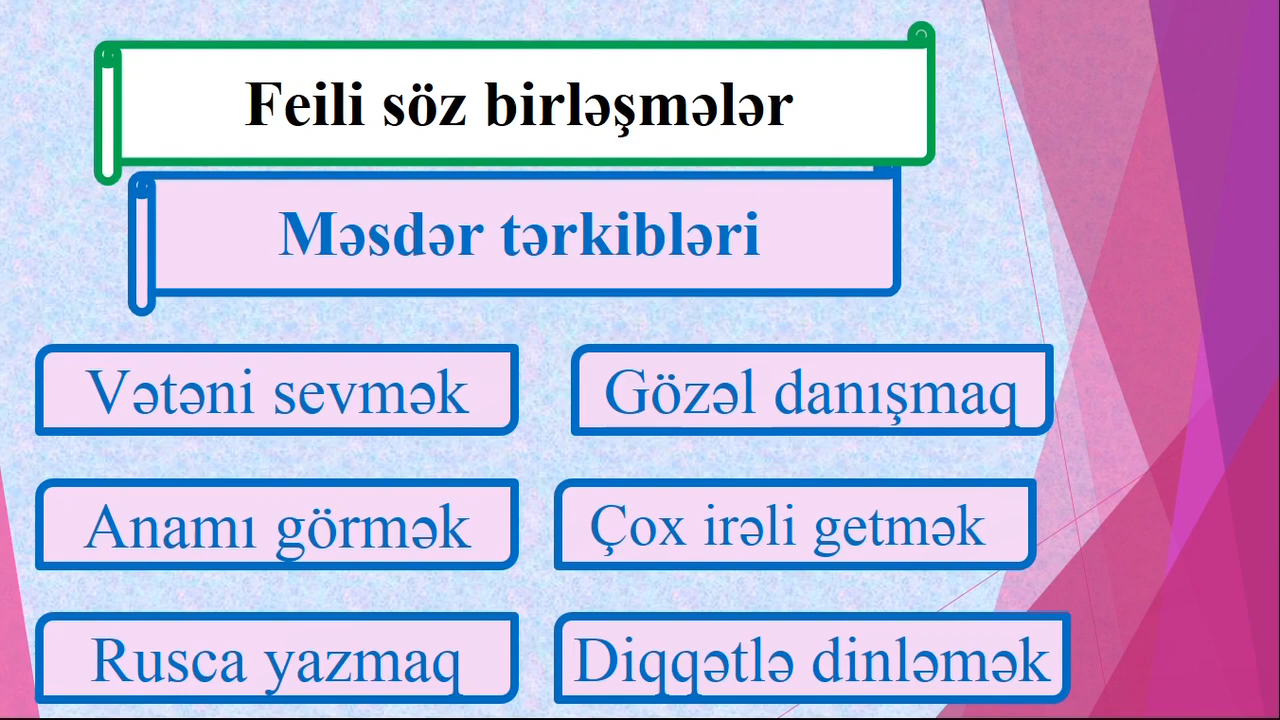 Feili söz birləşmələr
Məsdər tərkibləri
Vətəni sevmək
Gözəl danışmaq
Anamı görmək
Çox irəli getmək
Rusca yazmaq
Diqqətlə dinləmək